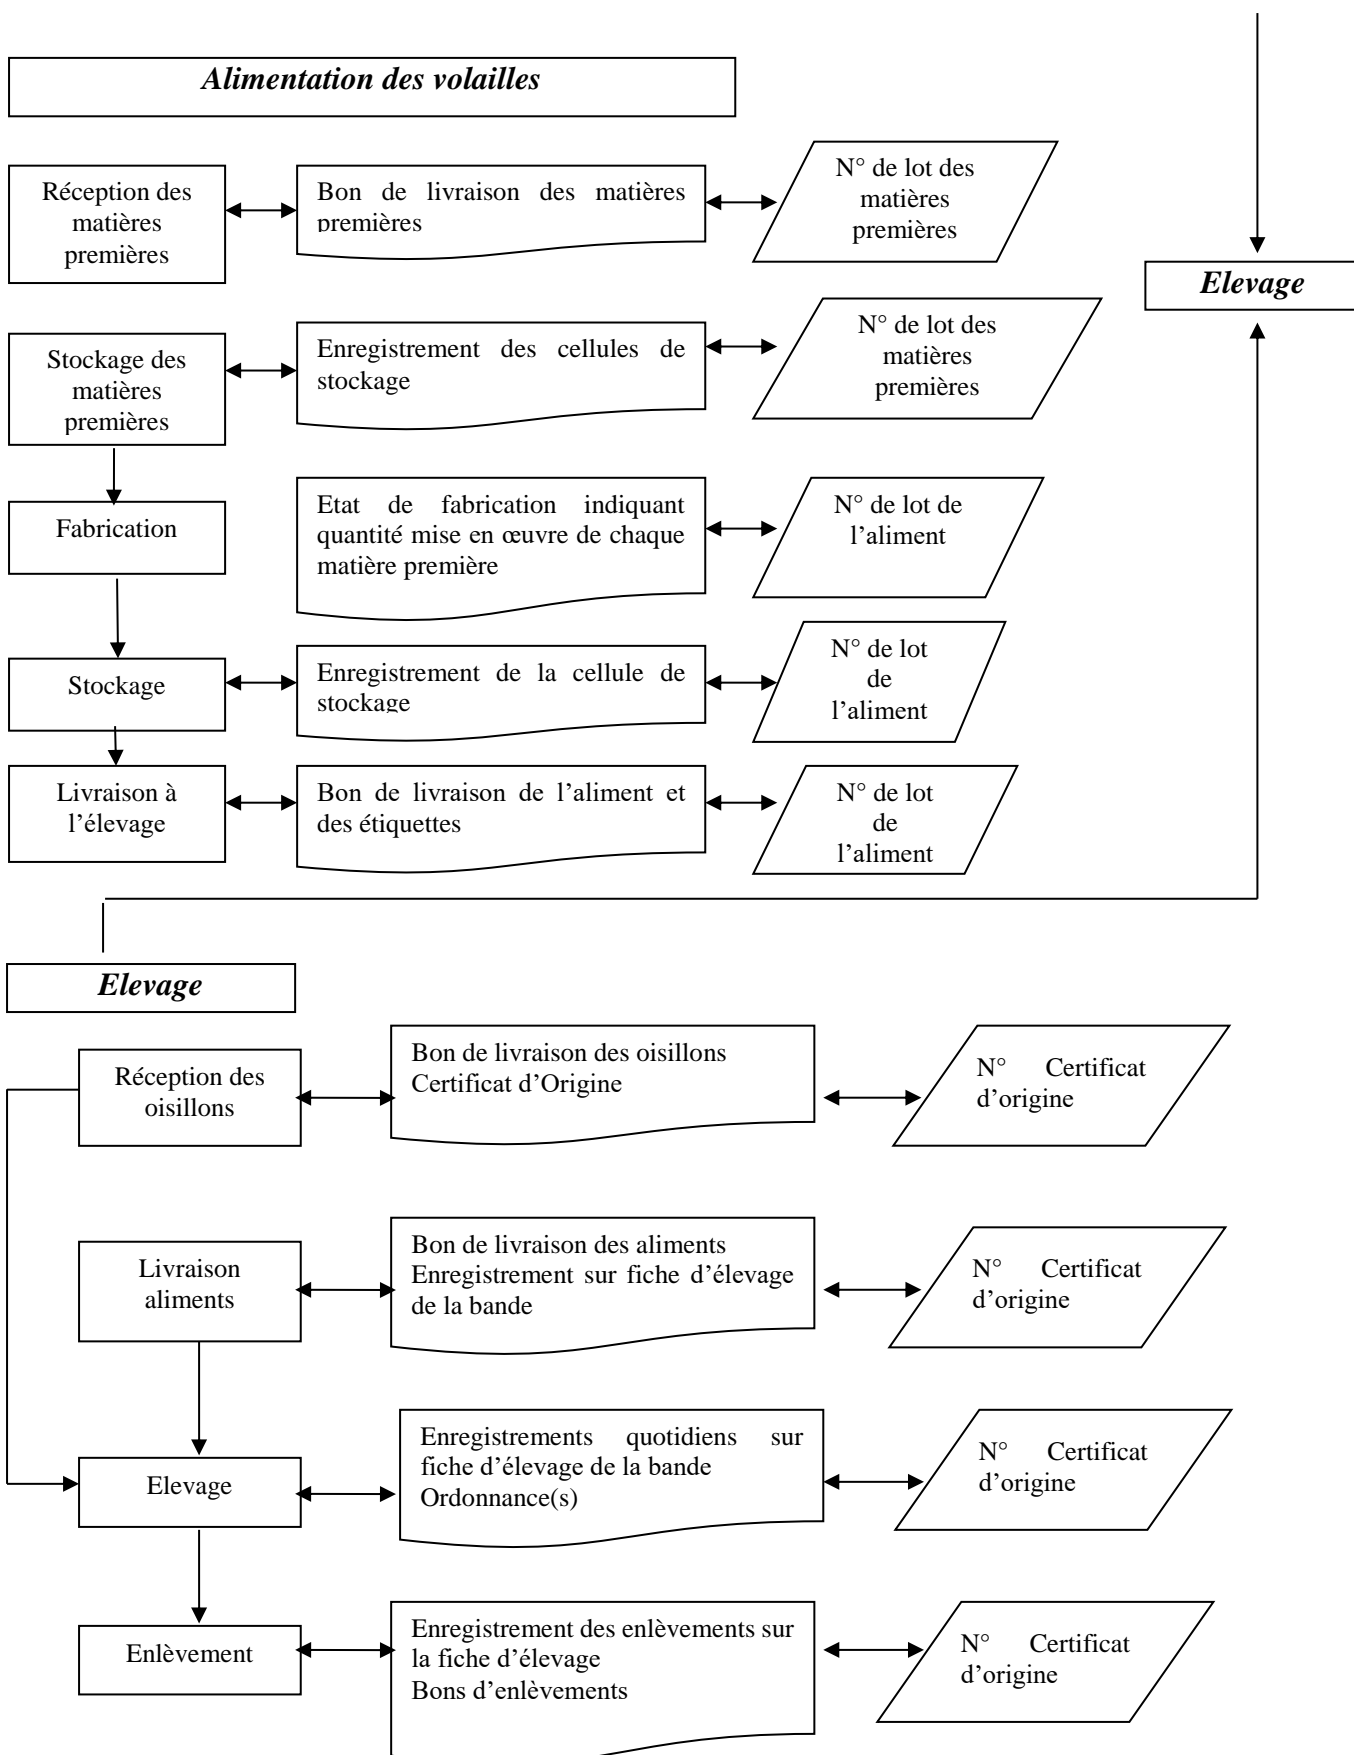 Alimentation des volailles
Réception des
matières
premières
Bon de livraison des matières
premières
N° de lot des
matières
premières
Elevage
Stockage des
matières
premières
Enregistrement des cellules de
stockage
N° de lot des
matières
premières
Fabrication
Etat de fabrication indiquant
quantité mise en œuvre de chaque
matière première
N° de lot de
l’aliment
Stockage
Enregistrement de la cellule de
stockage
N° de lot
de
l’aliment
Livraison à
l’élevage
Bon de livraison de l’aliment et
des étiquettes
N° de lot
de
l’aliment
Elevage
Réception des
oisillons
Bon de livraison des oisillons
Certificat d’Origine
N° Certificat
d’origine
Livraison
aliments
Bon de livraison des aliments
Enregistrement sur fiche d’élevage
de la bande
N° Certificat
d’origine
Elevage
Enregistrements quotidiens sur
fiche d’élevage de la bande
Ordonnance(s)
N° Certificat
d’origine
Enlèvement
Enregistrement des enlèvements sur
la fiche d’élevage
Bons d’enlèvements
N° Certificat
d’origine